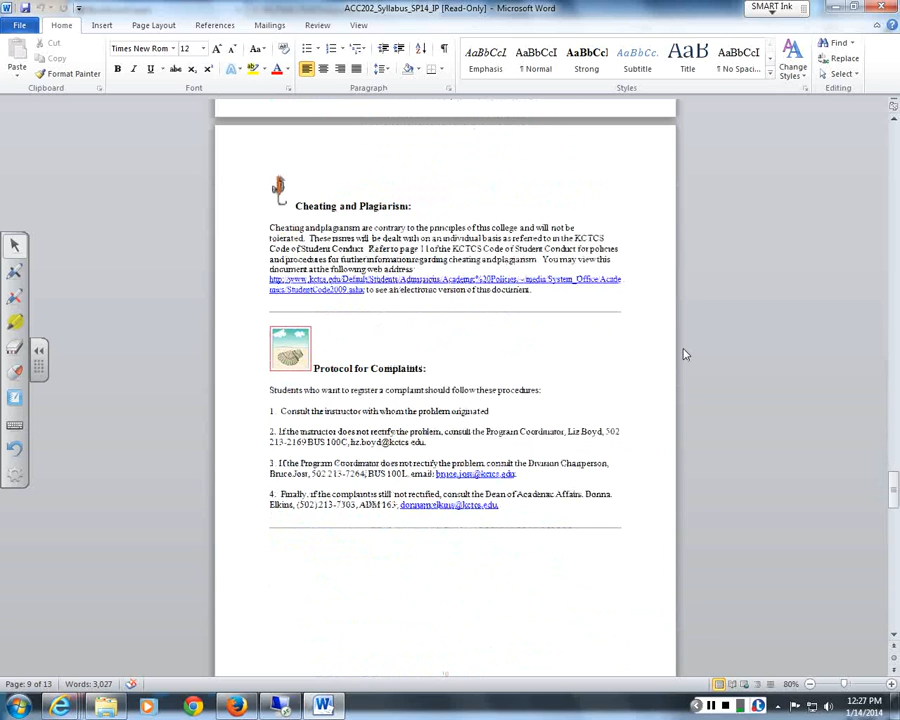 ACC202_Syllabus_SP14_IP [Read-Only] - Microsoft Word
SMART Ink
File Home Insert Page Layout References Mailings Review View
Cut
Copy
Format Painter
Paste
Times New Rom 12
AaBbCcI AaBbCcI AaBbCc AaBbCc AaB AaBbCcI
Emphasis ¶ Normal Strong Subtitle Title ¶ No Spaci...
Change Styles
Find
Replace
Select
Clipboard Font Paragraph Styles Editing
Cheating and Plagiarism:
Cheating and plagiarism are contrary to the principles of this college and will not be
tolerated. These issues will be dealt with on an individual basis as referred to in the KCTCS
Code of Student Conduct. Refer to page 11 of the KCTCS Code of Student Conduct for policies
and procedures for further information regarding cheating and plagiarism. You may view this
document at the following web address
to see an electronic version of this document.
Protocol for Complaints:
Students who want to register a complaint should follow these procedures:
1. Consult the instructor with whom the problem originated
2. If the instructor does not rectify the problem, consult the Program Coordinator, Liz Boyd, 502
213-2169 BUS 100C, liz.boyd@kctcs.edu.
3. If the Program Coordinator does not rectify the problem, consult the Division Chairperson,
Bruce Jost, 502 213-7264, BUS 100L. email: bruce.jost@kctcs.edu.
4. Finally, if the complaint is still not rectified, consult the Dean of Academic Affairs. Donna
Elkins, (502) 213-7303, ADM 163; donnam.elkins@kctcs.edu.
Page: 9 of 13 Words: 3,027 80%
12:27 PM
1/14/2014